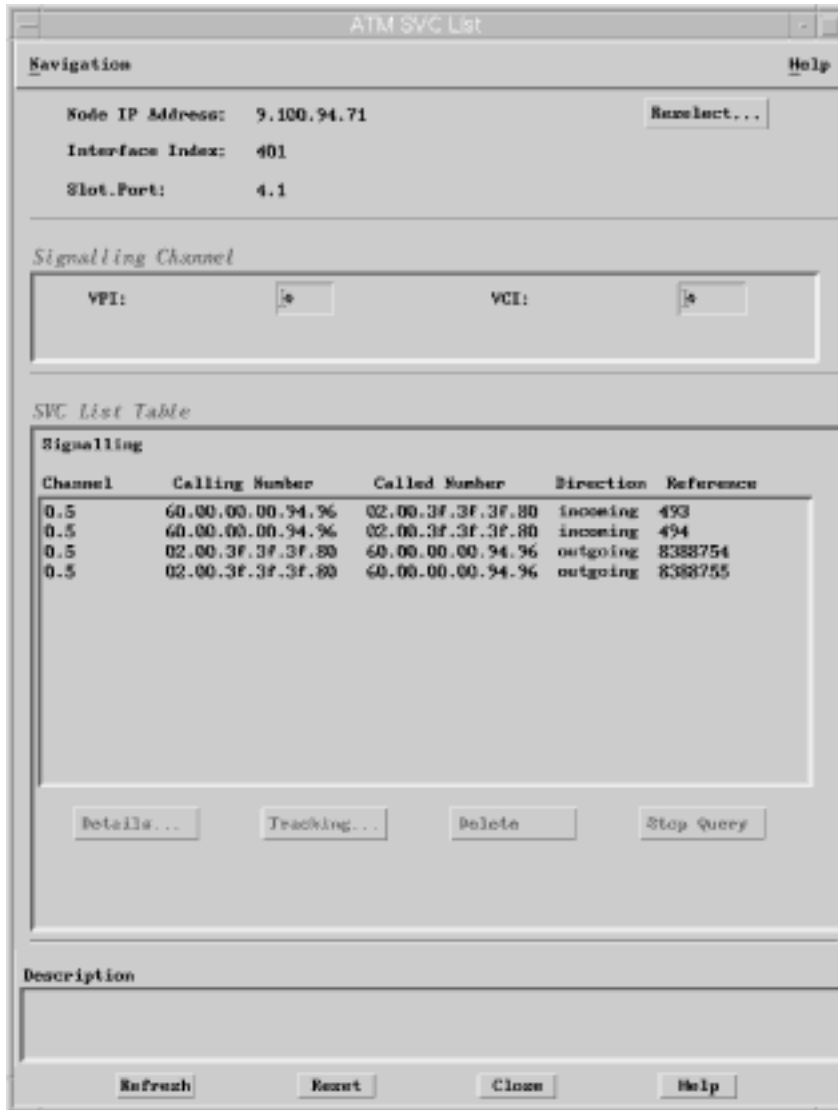 ATM SVC List
Navigation Help
Node IP Address: 9.100.94.71 Reselect...
Interface Index: 401
Slot.Port: 4.1
Signalling Channel
VPI: * VCI: *
SVC List Table
Signalling
Channel Calling Number Called Number Direction Reference
0.5 60.00.00.00.94.96 02.00.3f.3f.3f.80 incoming 493
0.5 60.00.00.00.94.96 02.00.3f.3f.3f.80 incoming 494
0.5 02.00.3f.3f.3f.80 60.00.00.00.94.96 outgoing 8388754
0.5 02.00.3f.3f.3f.80 60.00.00.00.94.96 outgoing 8388755
Details... Tracking... Delete Stop Query
Description
Refresh Reset Close Help